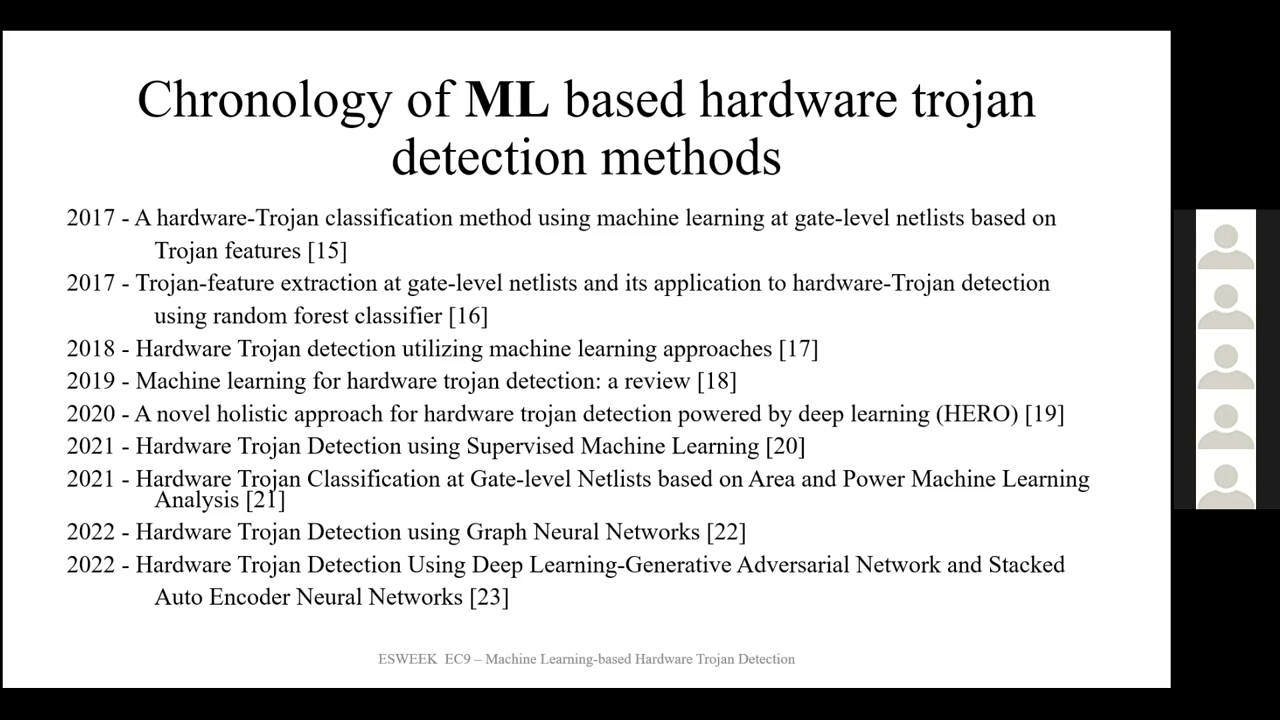 Chronology of ML based hardware trojan
detection methods
2017 - A hardware-Trojan classification method using machine learning at gate-level netlists based on
Trojan features [15]
2017 - Trojan-feature extraction at gate-level netlists and its application to hardware-Trojan detection
using random forest classifier [16]
2018 - Hardware Trojan detection utilizing machine learning approaches [17]
2019 - Machine learning for hardware trojan detection: a review [18]
2020 - A novel holistic approach for hardware trojan detection powered by deep learning (HERO) [19]
2021 - Hardware Trojan Detection using Supervised Machine Learning [20]
2021 - Hardware Trojan Classification at Gate-level Netlists based on Area and Power Machine Learning
Analysis [21]
2022 - Hardware Trojan Detection using Graph Neural Networks [22]
2022 - Hardware Trojan Detection Using Deep Learning-Generative Adversarial Network and Stacked
Auto Encoder Neural Networks [23]
ESWEEK EC9 – Machine Learning-based Hardware Trojan Detection